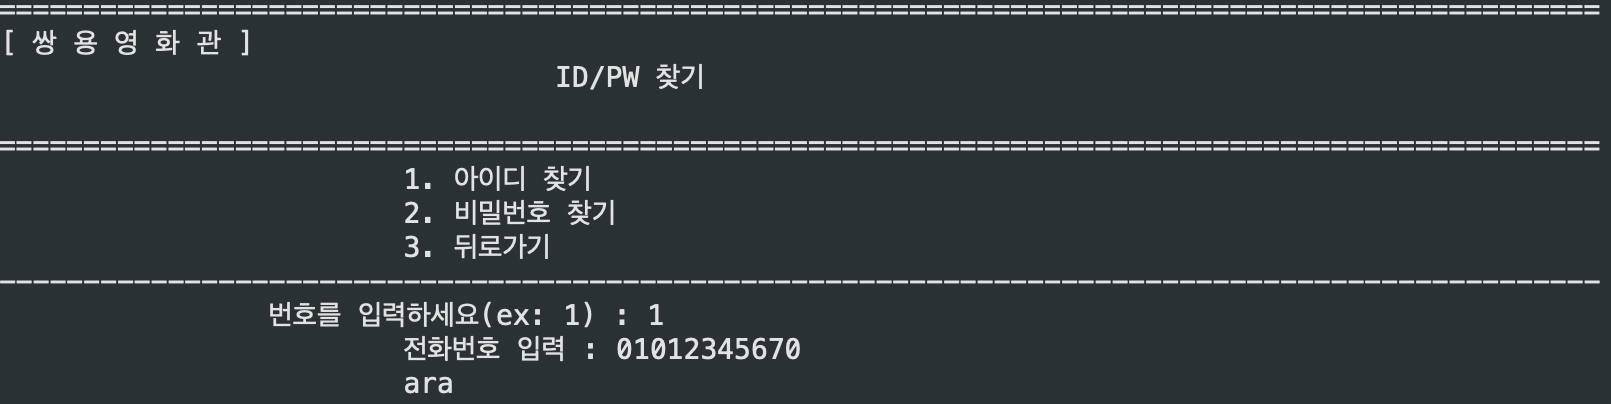 ===============================================================================================
[ 쌍 용 영 화 관 ]
ID/PW 찾기
===============================================================================================
1. 아이디 찾기
2. 비밀번호 찾기
3. 뒤로가기
-----------------------------------------------------------------------------------------------
번호를 입력하세요(ex: 1) : 1
전화번호 입력 : 01012345670
ara